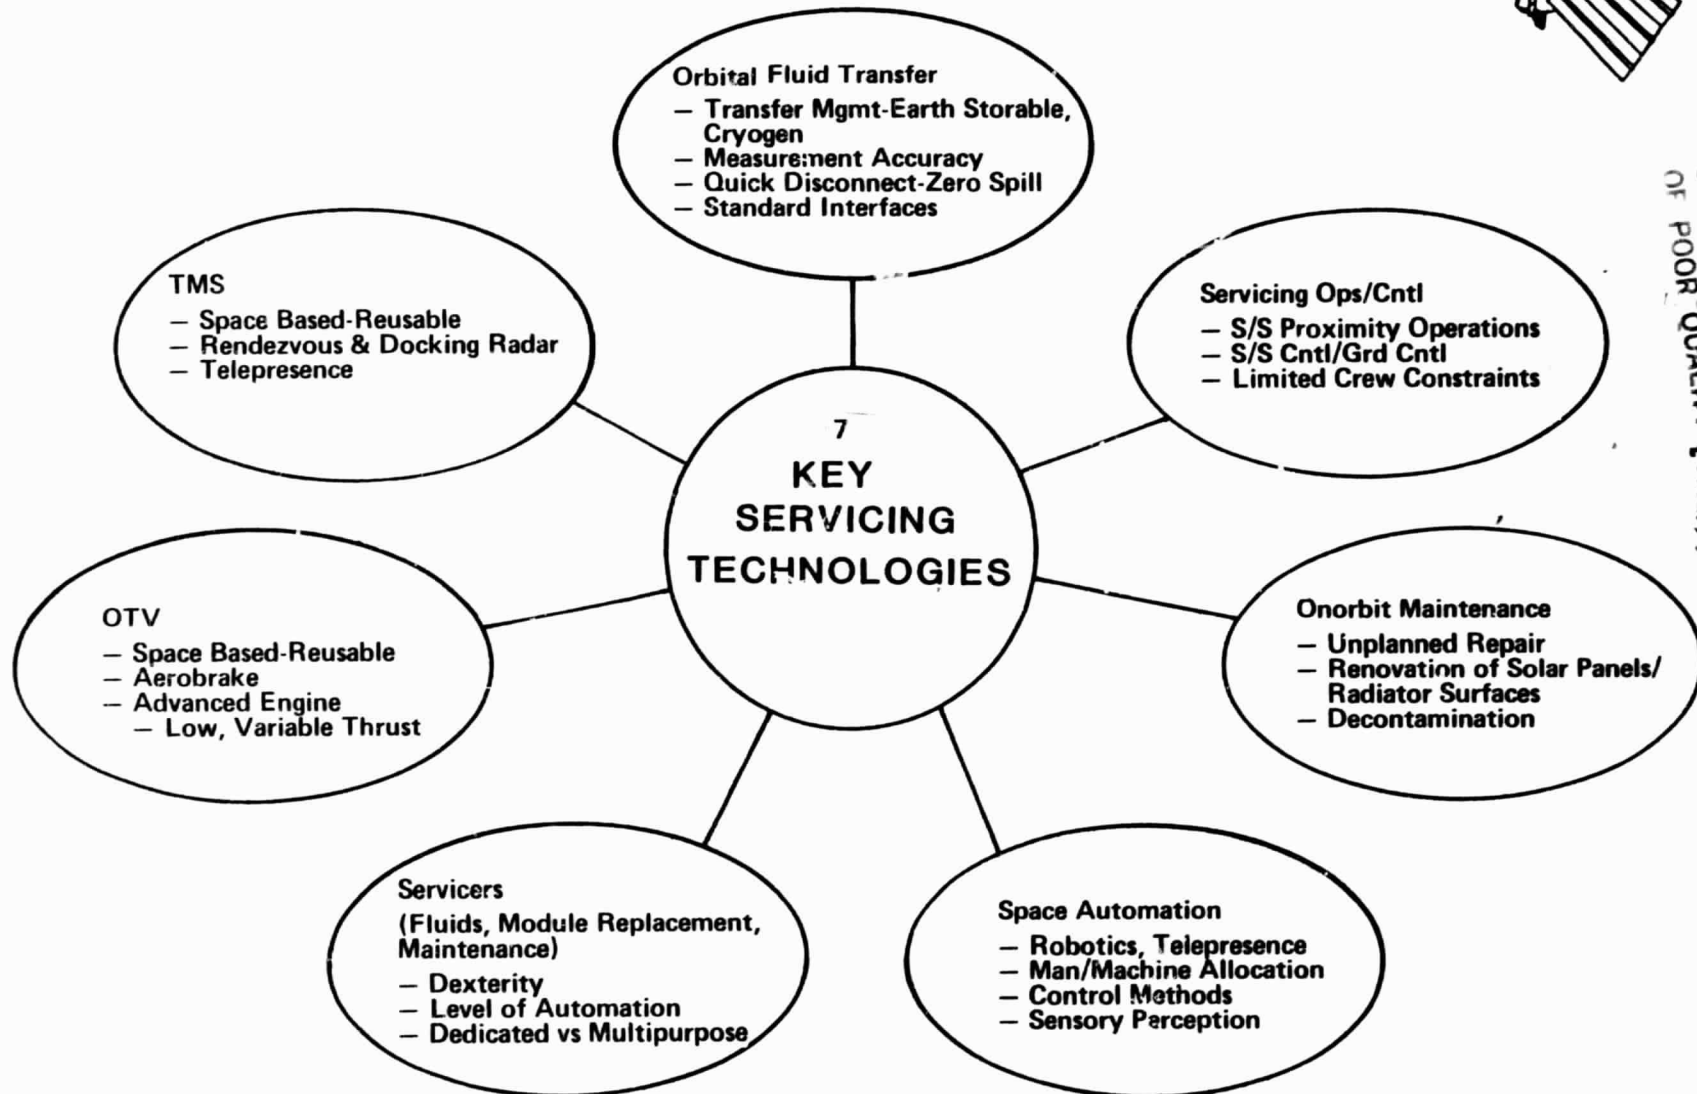 Orbital Fluid Transfer
– Transfer Mgmt-Earth Storable,
Cryogen
– Measurement Accuracy
– Quick Disconnect-Zero Spill
– Standard Interfaces
TMS
– Space Based-Reusable
– Rendezvous & Docking Radar
– Telepresence
Servicing Ops/Cntl
– S/S Proximity Operations
– S/S Cntl/Grd Cntl
– Limited Crew Constraints
OF POOR
7
KEY
SERVICING
TECHNOLOGIES
OTV
– Space Based-Reusable
– Aerobrake
– Advanced Engine
– Low, Variable Thrust
Onorbit Maintenance
– Unplanned Repair
– Renovation of Solar Panels/
Radiator Surfaces
– Decontamination
Servicers
(Fluids, Module Replacement,
Maintenance)
– Dexterity
– Level of Automation
– Dedicated vs Multipurpose
Space Automation
– Robotics, Telepresence
– Man/Machine Allocation
– Control Methods
– Sensory Perception